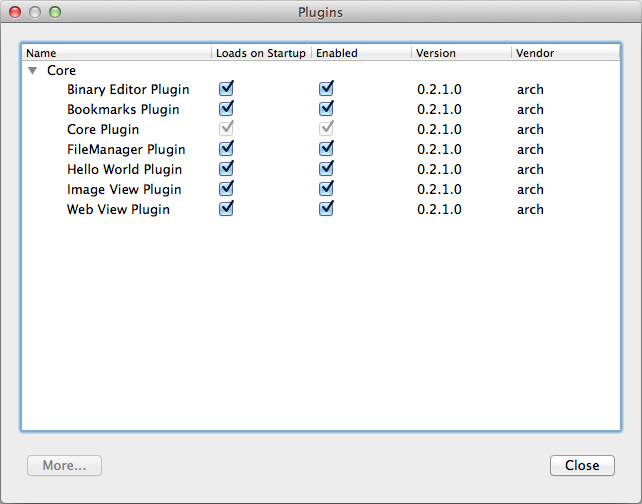 Plugins
Name Loads on Startup Enabled Version Vendor
Core
Binary Editor Plugin 0.2.1.0 arch
Bookmarks Plugin 0.2.1.0 arch
Core Plugin 0.2.1.0 arch
FileManager Plugin 0.2.1.0 arch
Hello World Plugin 0.2.1.0 arch
Image View Plugin 0.2.1.0 arch
Web View Plugin 0.2.1.0 arch
More... Close